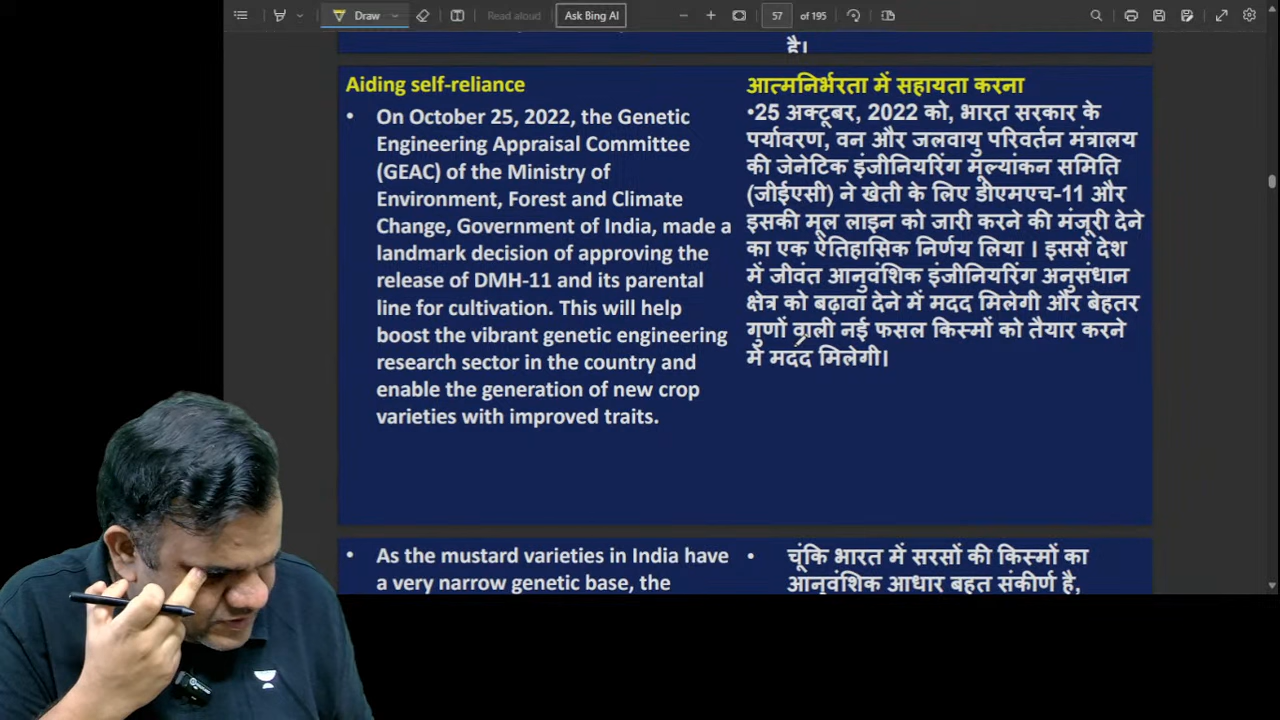 Draw
Read aloud
Ask Bing AI
57 of 195
है।
Aiding self-reliance
• On October 25, 2022, the Genetic
Engineering Appraisal Committee
(GEAC) of the Ministry of
Environment, Forest and Climate
Change, Government of India, made a
landmark decision of approving the
release of DMH-11 and its parental
line for cultivation. This will help
boost the vibrant genetic engineering
research sector in the country and
enable the generation of new crop
varieties with improved traits.
आत्मनिर्भरता में सहायता करना
•25 अक्टूबर, 2022 को, भारत सरकार के
पर्यावरण, वन और जलवायु परिवर्तन मंत्रालय
की जेनेटिक इंजीनियरिंग मूल्यांकन समिति
(जीईएसी) ने खेती के लिए डीएमएच-11 और
इसकी मूल लाइन को जारी करने की मंजूरी देने
का एक ऐतिहासिक निर्णय लिया । इससे देश
में जीवंत आनुवंशिक इंजीनियरिंग अनुसंधान
क्षेत्र को बढ़ावा देने में मदद मिलेगी और बेहतर
गुणों वाली नई फसल किस्मों को तैयार करने
में मदद मिलेगी।
• As the mustard varieties in India have
a very narrow genetic base, the
• चूंकि भारत में सरसों की किस्मों का
आनुवंशिक आधार बहुत संकीर्ण है,